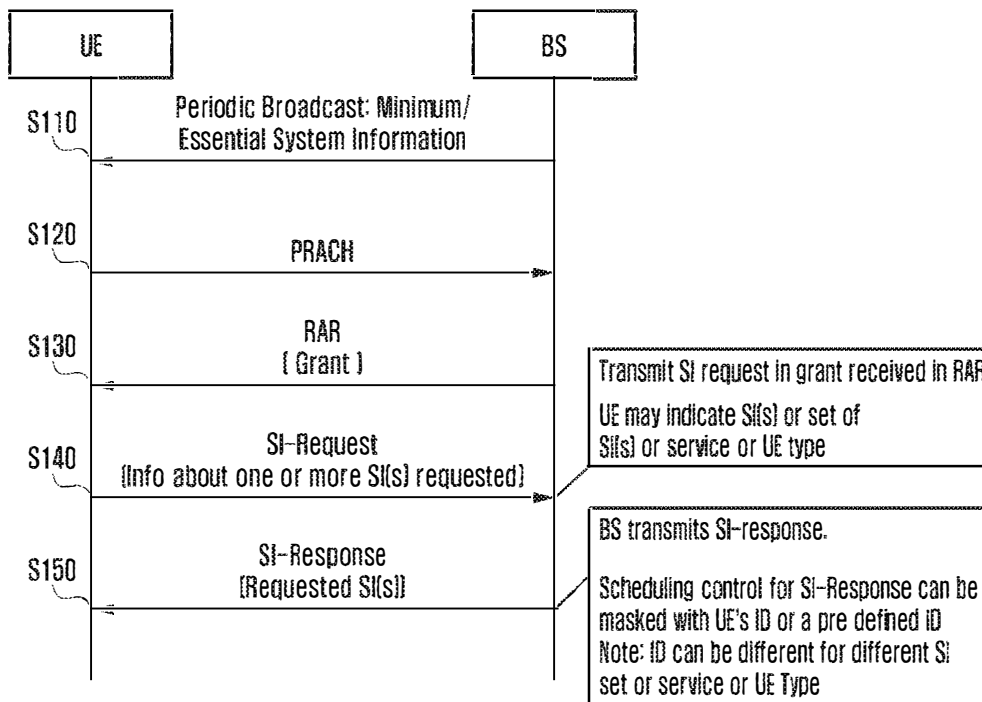 UE
BS
S110
Periodic Broadcast: Minimum/
Essential System Information
S120
PRACH
S130
RAR
( Grant )
Transmit SI request in grant received in RAR
UE may indicate SI(s) or set of
SI(s) or service or UE type
S140
SI-Request
(Info about one or more SI(s) requested)
S150
SI-Response
(Requested SI(s))
BS transmits SI-response.
Scheduling control for SI-Response can be
masked with UE's ID or a pre defined ID
Note: ID can be different for different SI
set or service or UE Type